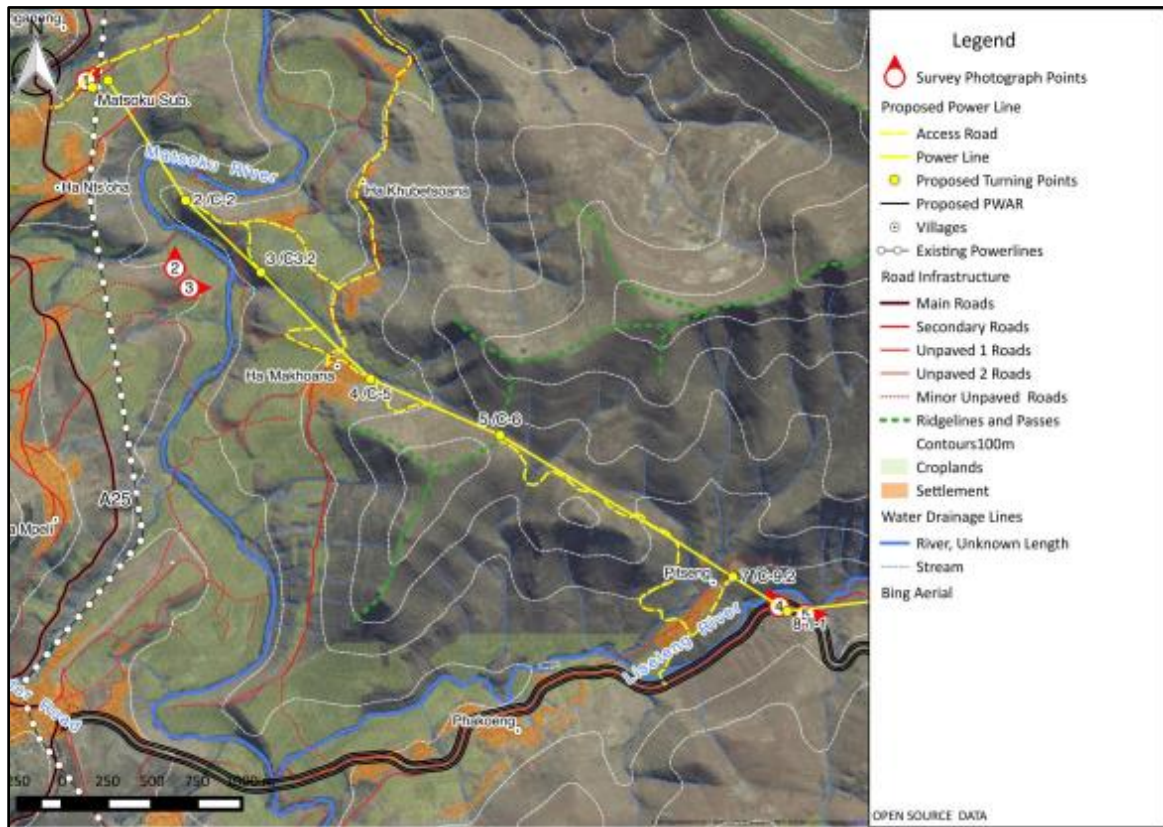 N
1
Matsoku Sub.
Matsoku River
Ha Nts'oha
Ha Khubetsoana
2 /C-2
2
3
3 /C3.2
Ha Makhoana
4 /C-5
5 /C-6
A25
Pitseng
7 /C-9.2
4
5
Liseleng River
Phakoeng
Road
0 250 500 750 1000
Legend
Survey Photograph Points
Proposed Power Line
Access Road
Power Line
Proposed Turning Points
Proposed PWAR
Villages
Existing Powerlines
Road Infrastructure
Main Roads
Secondary Roads
Unpaved 1 Roads
Unpaved 2 Roads
Minor Unpaved Roads
Ridgelines and Passes
Contours100m
Croplands
Settlement
Water Drainage Lines
River, Unknown Length
Stream
Bing Aerial
OPEN SOURCE DATA